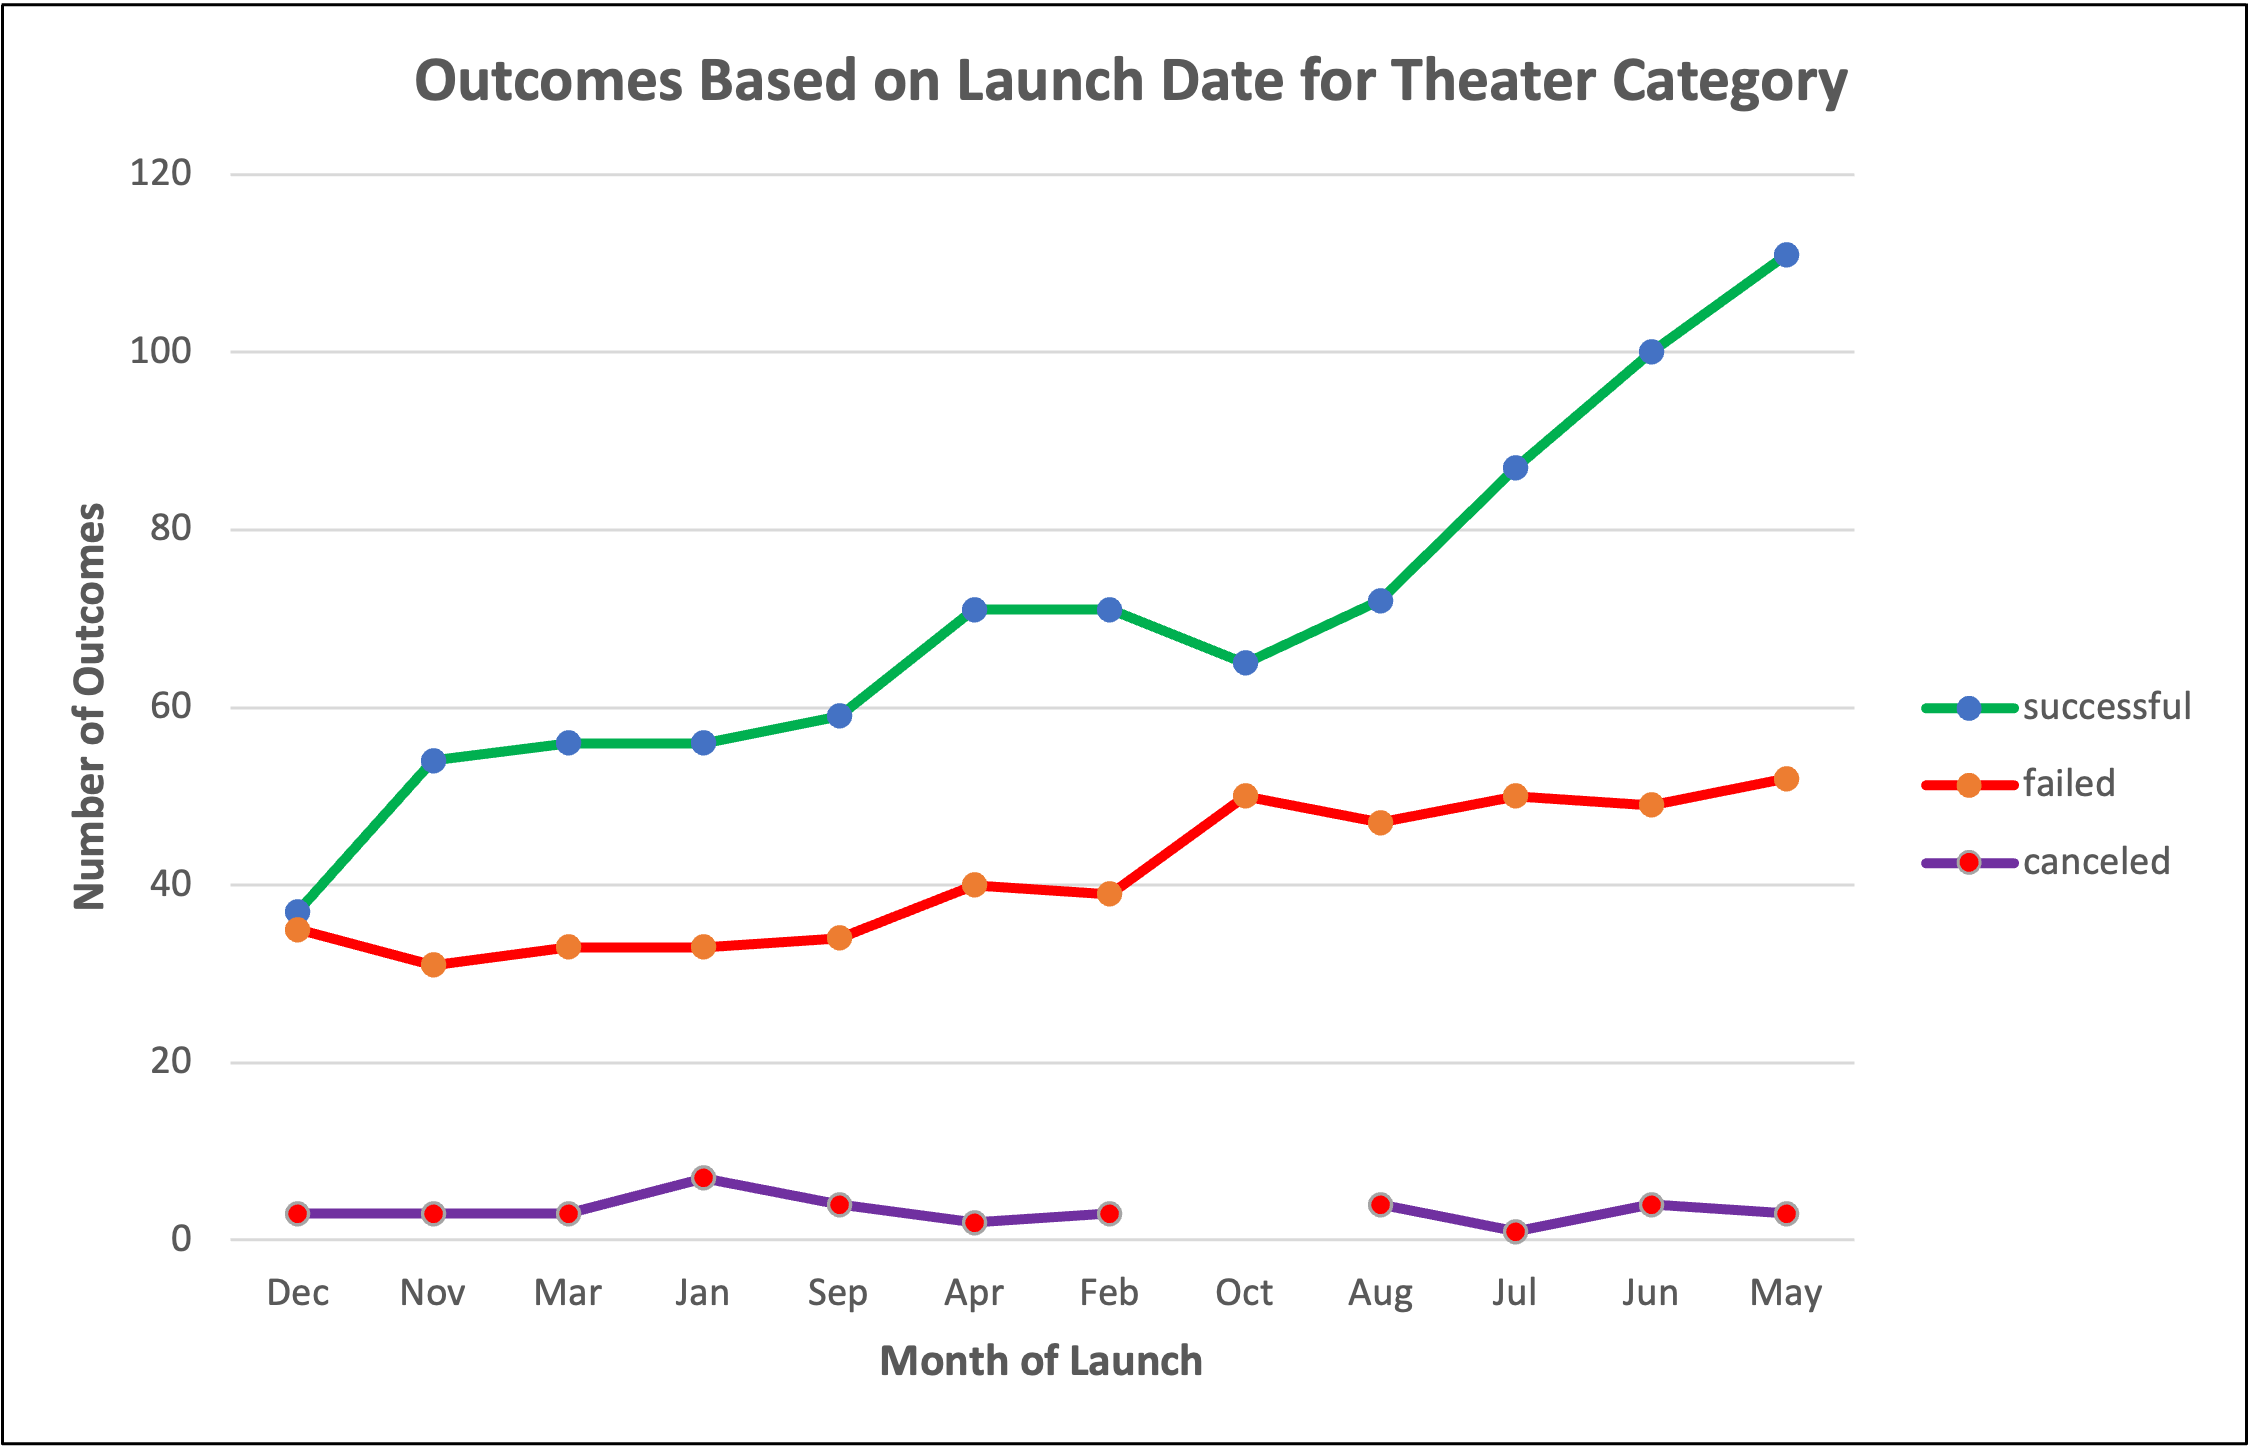 Outcomes Based on Launch Date for Theater Category
120
100
80
60
40
20
0
Number of Outcomes
Dec Nov Mar Jan Sep Apr Feb Oct Aug Jul Jun May
Month of Launch
successful
failed
canceled